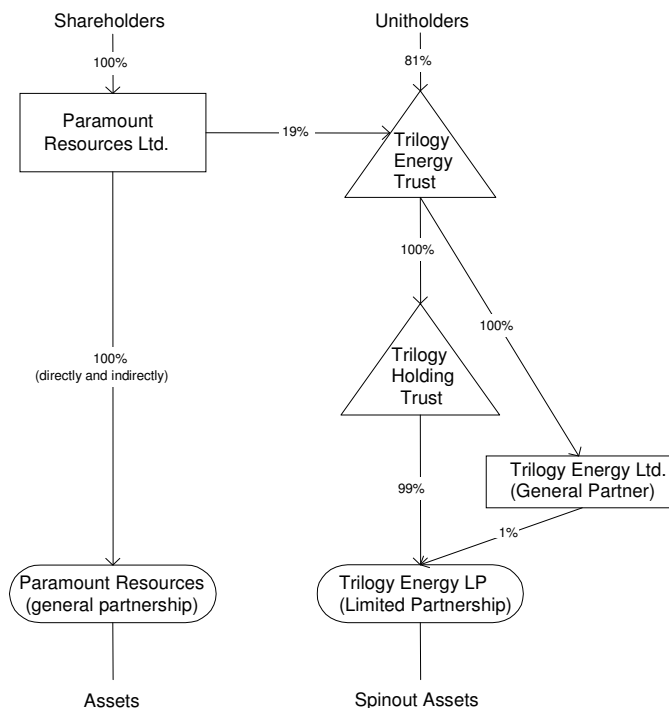 Shareholders
Unitholders
100%
81%
Paramount
Resources Ltd.
19%
Trilogy
Energy
Trust
100%
100%
100%
(directly and indirectly)
Trilogy
Holding
Trust
99%
Trilogy Energy Ltd.
(General Partner)
1%
Paramount Resources
(general partnership)
Trilogy Energy LP
(Limited Partnership)
Assets
Spinout Assets